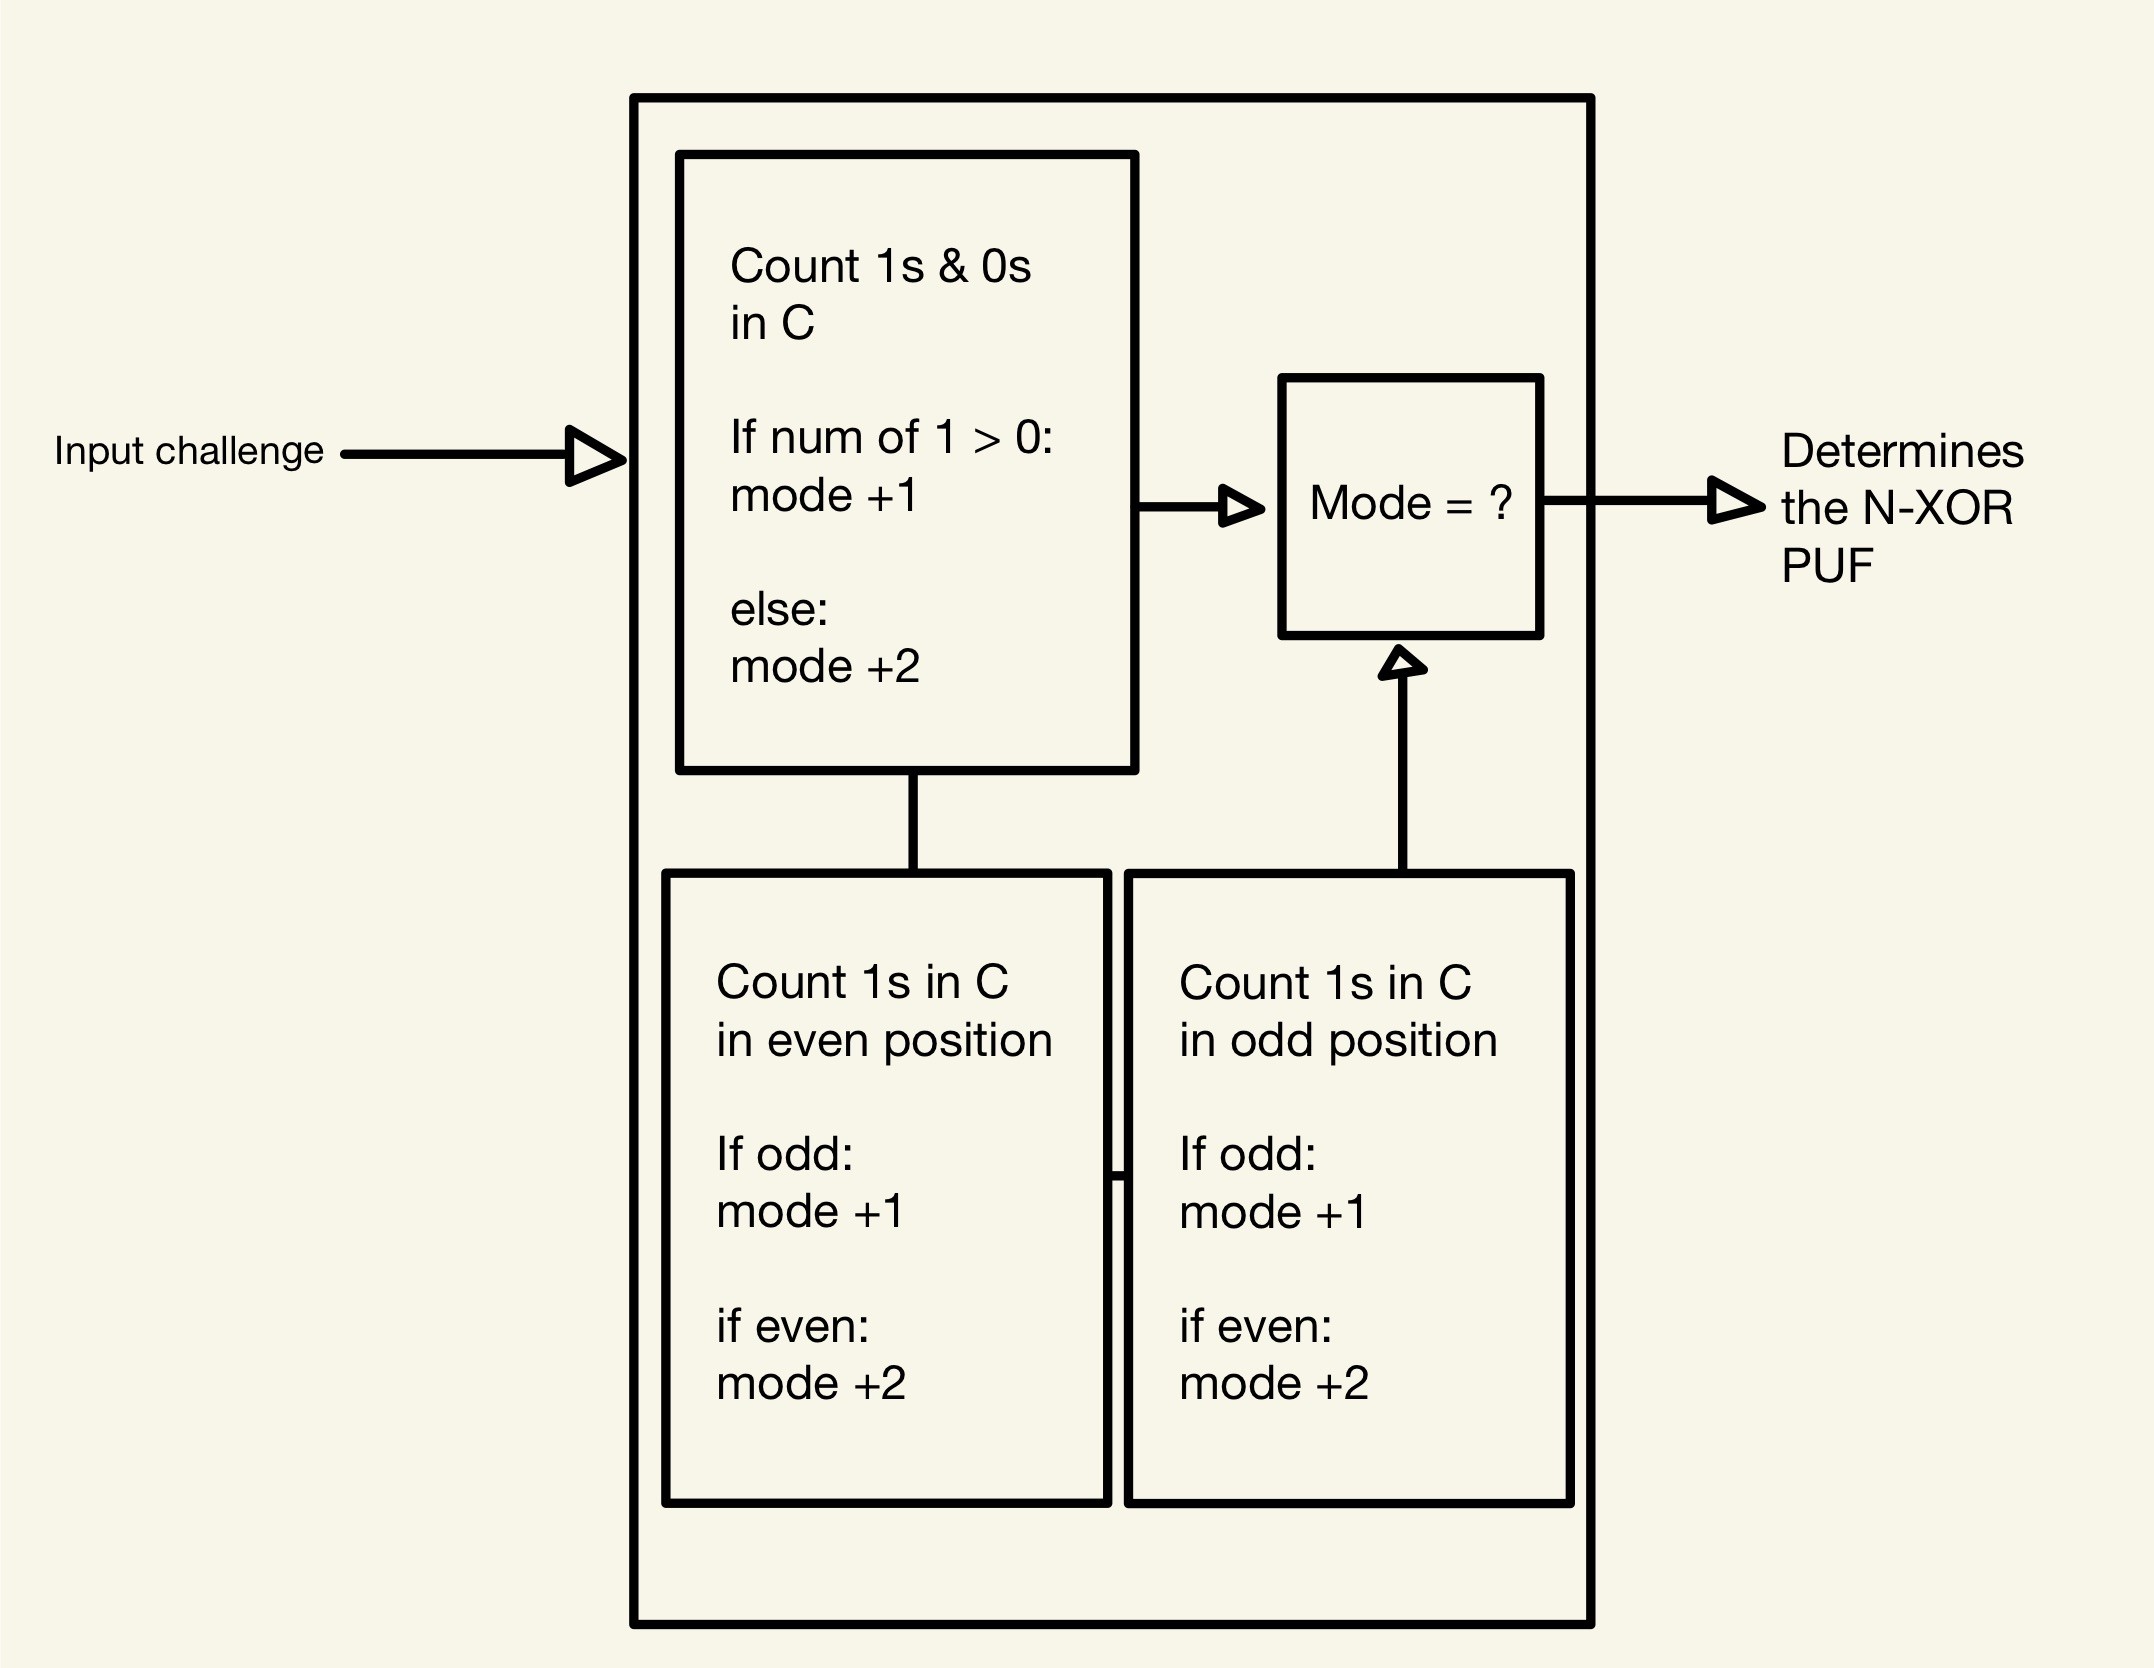 Input challenge
Count 1s & 0s
in C
If num of 1 > 0:
mode +1
else:
mode +2
Mode = ?
Determines
the N-XOR
PUF
Count 1s in C
in even position
If odd:
mode +1
if even:
mode +2
Count 1s in C
in odd position
If odd:
mode +1
if even:
mode +2